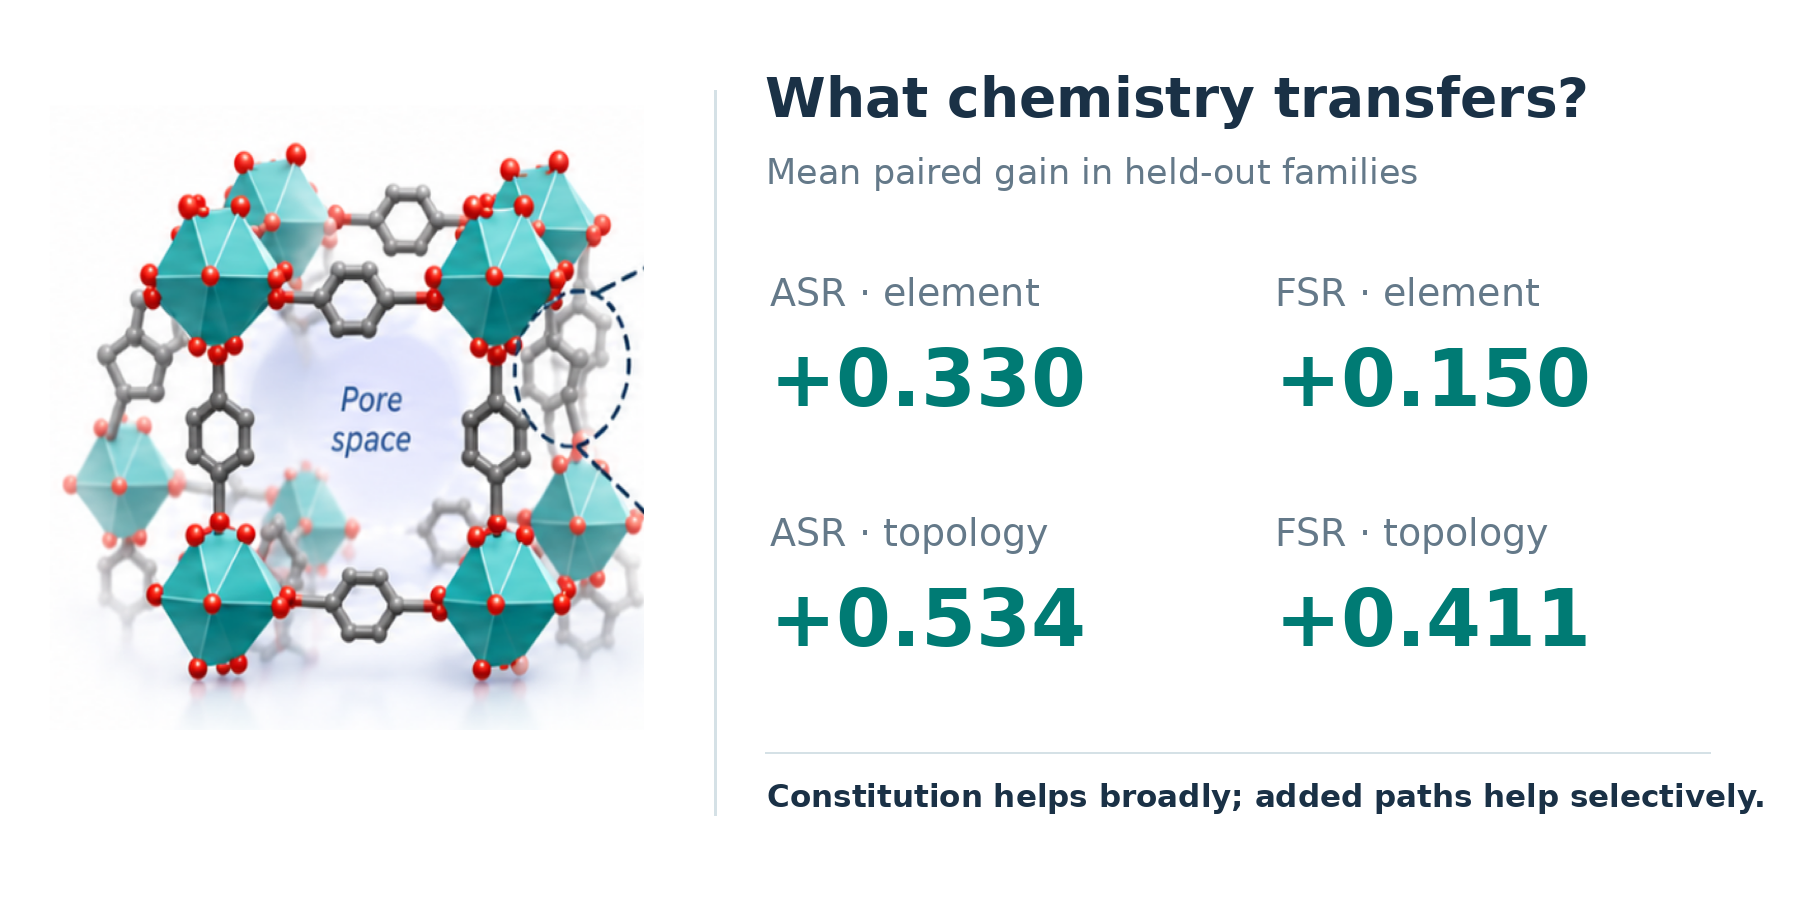 Pore
space
What chemistry transfers?
Mean paired gain in held-out families
ASR · element
+0.330
FSR · element
+0.150
ASR · topology
+0.534
FSR · topology
+0.411
Constitution helps broadly; added paths help selectively.